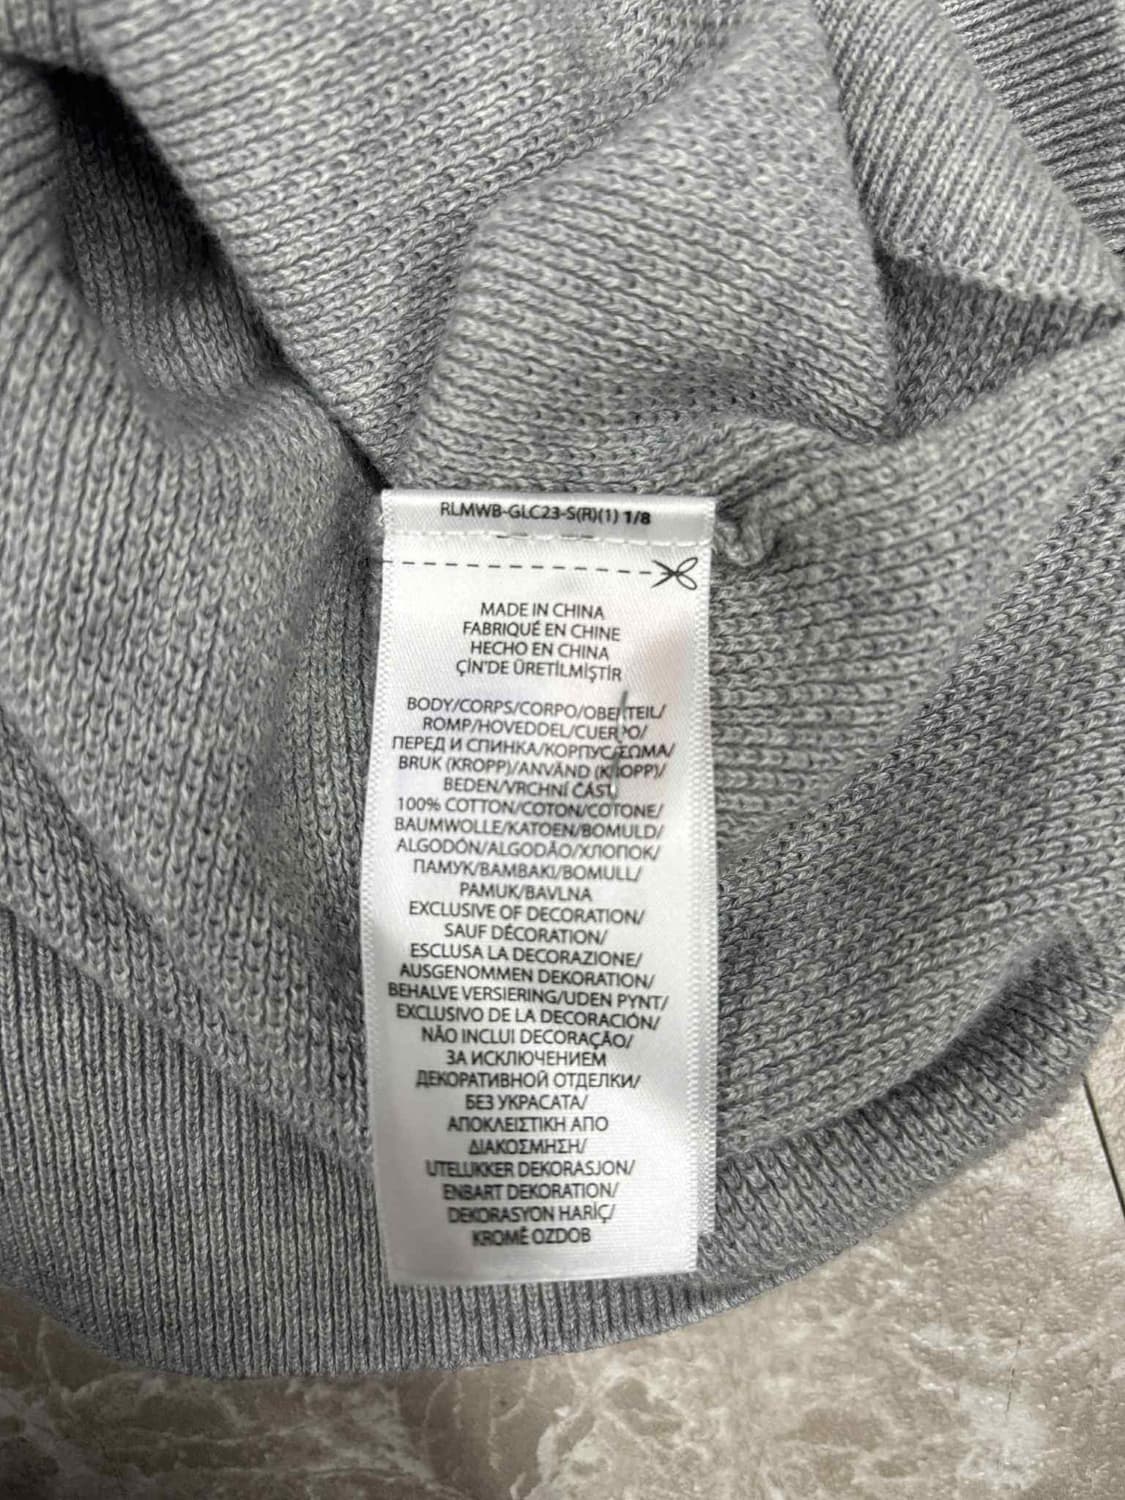 RLMWB-GLC23-S(R)(1) 1/8
MADE IN CHINA
FABRIQUÉ EN CHINE
HECHO EN CHINA
ÇİN'DE ÜRETİLMİŞTİR
BODY/CORPS/CORPO/OBERTEIL/
ROMP/HOVEDDEL/CUERPO/
ПЕРЕД И СПИНКА/КОРПУС/ΣΩΜΑ/
BRUK (KROPP)/ANVÄND (KROPP)/
BEDEN/VRCHNÍ ČÁST
100% COTTON/COTON/COTONE/
BAUMWOLLE/KATOEN/BOMULD/
ALGODÓN/ALGODÃO/ХЛОПОК/
ПАМУК/ΒΑΜΒΑΚΙ/BOMULL/
PAMUK/BAVLNA
EXCLUSIVE OF DECORATION/
SAUF DÉCORATION/
ESCLUSA LA DECORAZIONE/
AUSGENOMMEN DEKORATION/
BEHALVE VERSIERING/UDEN PYNT/
EXCLUSIVO DE LA DECORACIÓN/
NÃO INCLUI DECORAÇÃO/
ЗА ИСКЛЮЧЕНИЕМ
ДЕКОРАТИВНОЙ ОТДЕЛКИ/
БЕЗ УКРАСАТА/
ΑΠΟΚΛΕΙΣΤΙΚΗ ΑΠΟ
ΔΙΑΚΟΣΜΗΣΗ/
UTELUKKER DEKORASJON/
ENBART DEKORATION/
DEKORASYON HARİÇ/
KROMĚ OZDOB